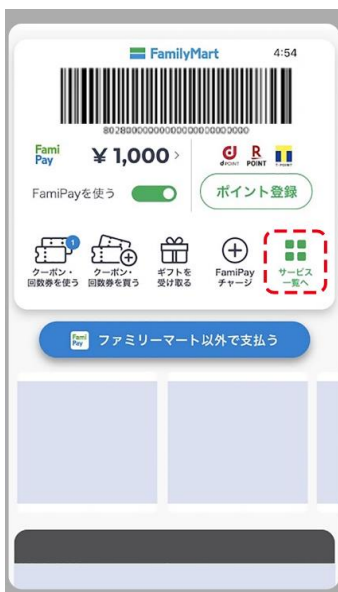 FamilyMart 4:54
80280000000000000000000000
Fami
Pay
¥1,000 >
d POINT
R POINT
T-POINT
FamiPayを使う
ポイント登録
1
クーポン・
回数券を使う
クーポン・
回数券を買う
ギフトを
受け取る
FamiPay
チャージ
サービス
一覧へ
Fami
Pay
ファミリーマート以外で支払う